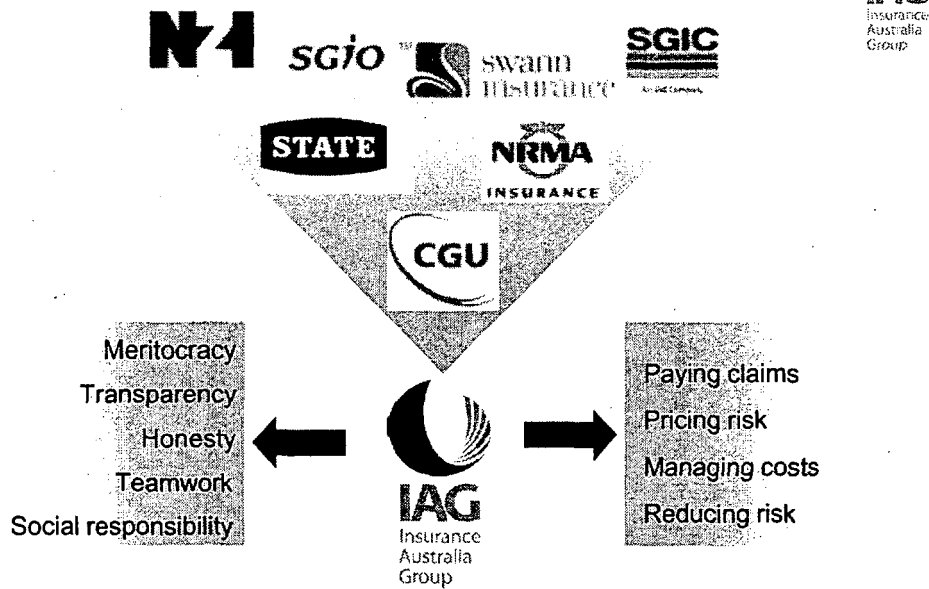 NZI
SGIO
TM
swann
insurance
SGIC
Insurance
Australia
Group
STATE
NRMA
INSURANCE
CGU
Meritocracy
Transparency
Honesty
Teamwork
Social responsibility
IAG
Insurance
Australia
Group
Paying claims
Pricing risk
Managing costs
Reducing risk